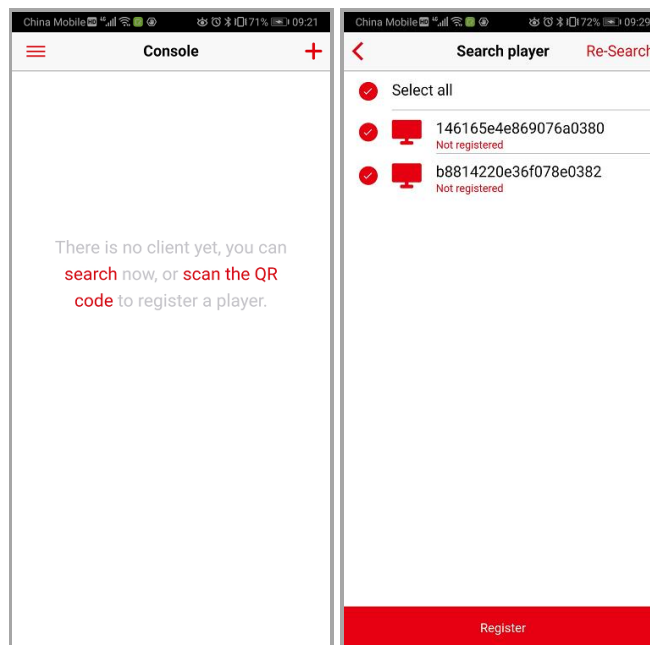 China Mobile HD 71% 09:21
Console
There is no client yet, you can
search now, or scan the QR
code to register a player.
China Mobile HD 72% 09:29
Search player Re-Search
Select all
146165e4e869076a0380
Not registered
b8814220e36f078e0382
Not registered
Register